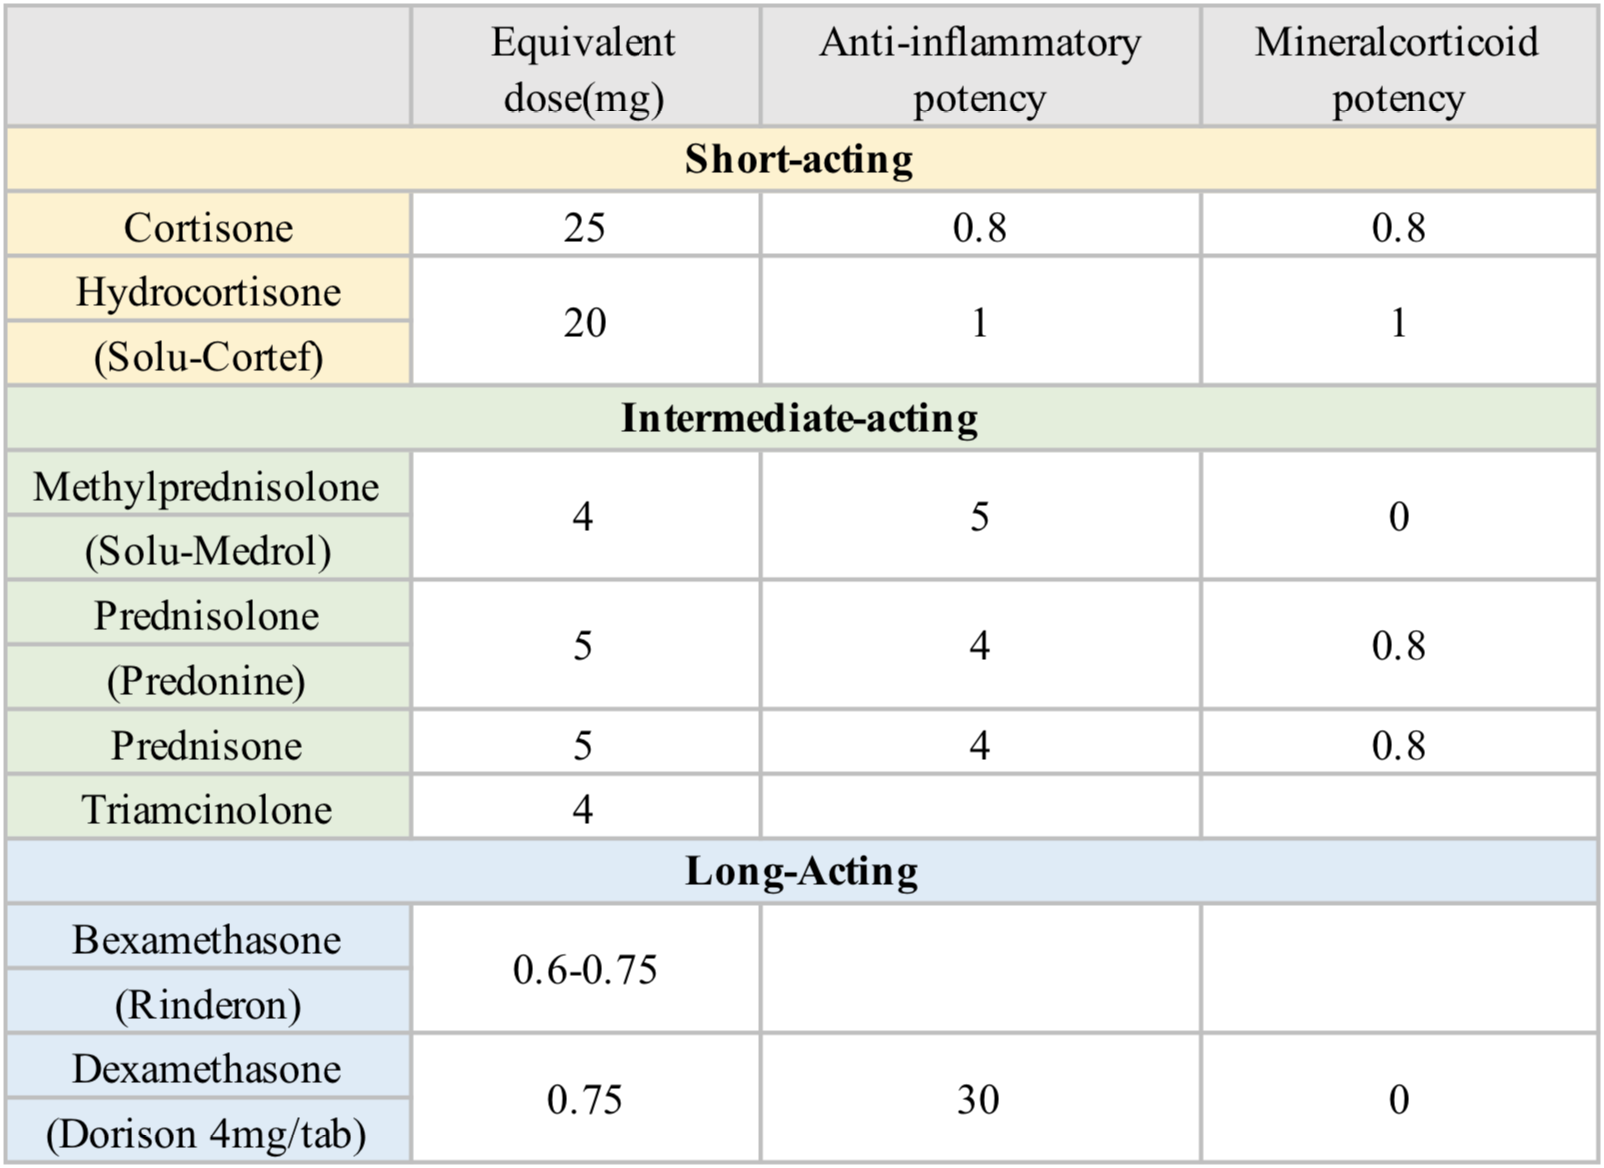 Equivalent dose(mg) Anti-inflammatory potency Mineralcorticoid potency
Short-acting
Cortisone 25 0.8 0.8
Hydrocortisone (Solu-Cortef) 20 1 1
Intermediate-acting
Methylprednisolone (Solu-Medrol) 4 5 0
Prednisolone (Predonine) 5 4 0.8
Prednisone 5 4 0.8
Triamcinolone 4
Long-Acting
Bexamethasone (Rinderon) 0.6-0.75
Dexamethasone (Dorison 4mg/tab) 0.75 30 0